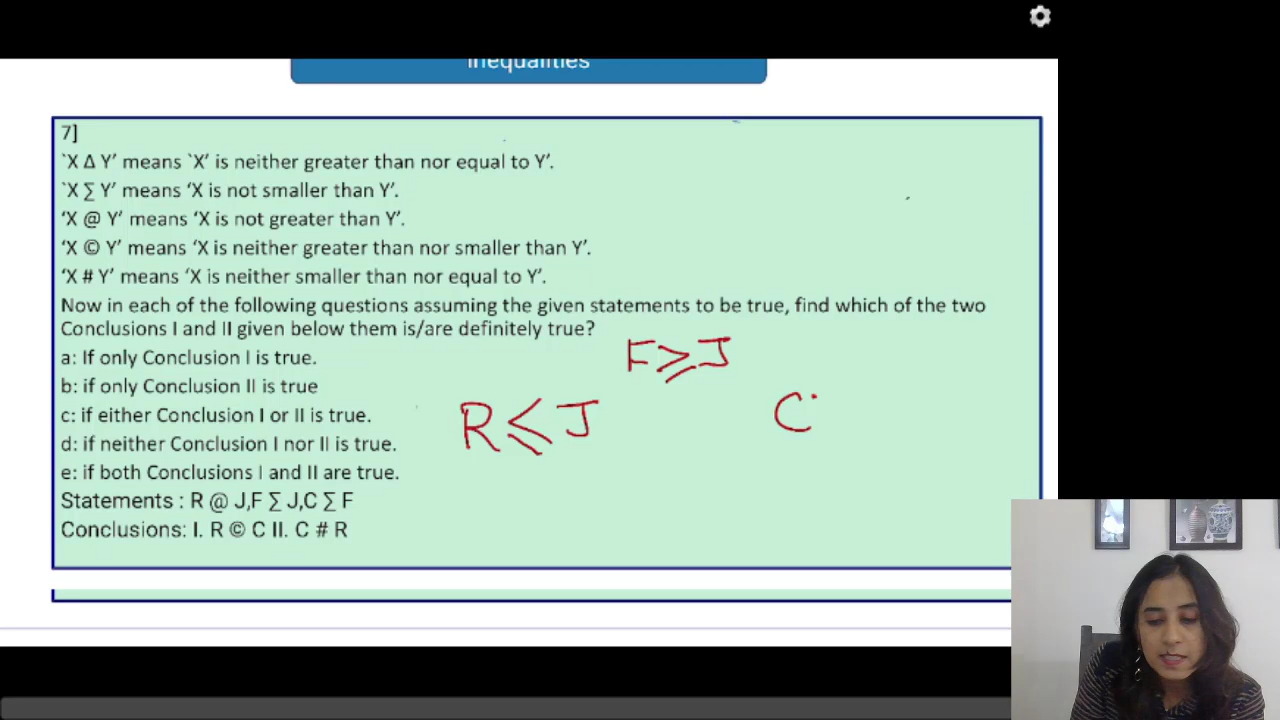 Inequalities
7]
`X Δ Y' means `X' is neither greater than nor equal to Y'.
`X ∑ Y' means ‘X is not smaller than Y'.
‘X @ Y' means ‘X is not greater than Y'.
‘X © Y' means ‘X is neither greater than nor smaller than Y'.
‘X # Y' means ‘X is neither smaller than nor equal to Y'.
Now in each of the following questions assuming the given statements to be true, find which of the two
Conclusions I and II given below them is/are definitely true?
a: If only Conclusion I is true.
b: if only Conclusion II is true
c: if either Conclusion I or II is true.
d: if neither Conclusion I nor II is true.
e: if both Conclusions I and II are true.
Statements : R @ J,F ∑ J,C ∑ F
Conclusions: I. R © C II. C # R
F ≥ J
R ≤ J
C